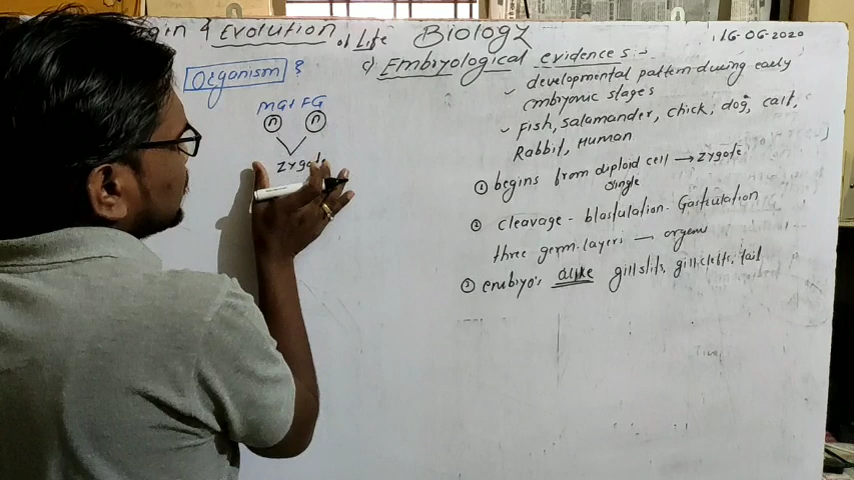 gin & Evolution of Life Biology 16-06-2020
Organism ?
MG+ FG
n n
Zygot
c) Embryological evidences :-
✓ developmental pattern during early
embryonic stages
✓ Fish, Salamander, Chick, dog, calf,
Rabbit, Human
① begins from diploid cell → Zygote
Single
② cleavage - blastulation - Gastrulation
three germ layers — organs
③ embryo's alike gill slits, gill clefts, tail